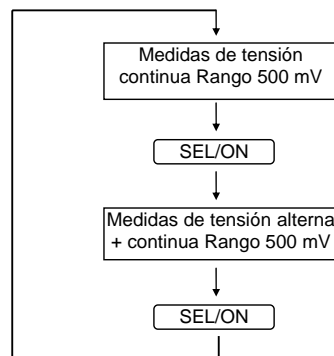 Medidas de tensión
continua Rango 500 mV
SEL/ON
Medidas de tensión alterna
+ continua Rango 500 mV
SEL/ON